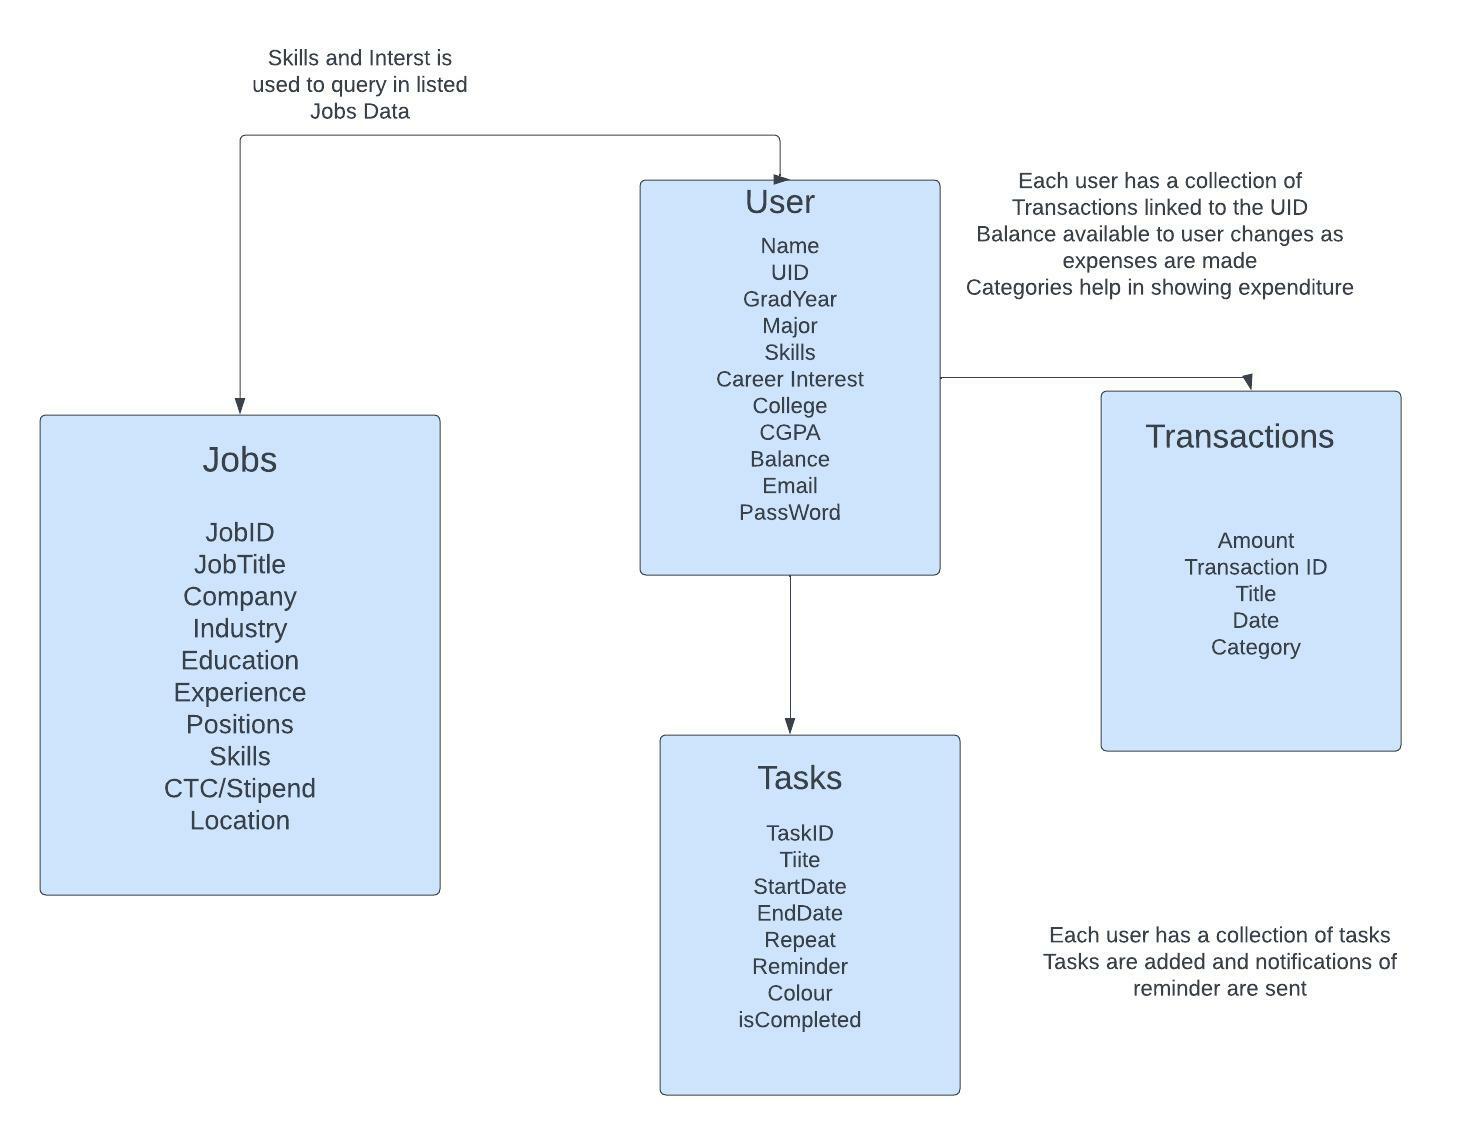 Skills and Interst is
used to query in listed
Jobs Data
User
Name
UID
GradYear
Major
Skills
Career Interest
College
CGPA
Balance
Email
PassWord
Each user has a collection of
Transactions linked to the UID
Balance available to user changes as
expenses are made
Categories help in showing expenditure
Jobs
JobID
JobTitle
Company
Industry
Education
Experience
Positions
Skills
CTC/Stipend
Location
Transactions
Amount
Transaction ID
Title
Date
Category
Tasks
TaskID
Tiite
StartDate
EndDate
Repeat
Reminder
Colour
isCompleted
Each user has a collection of tasks
Tasks are added and notifications of
reminder are sent